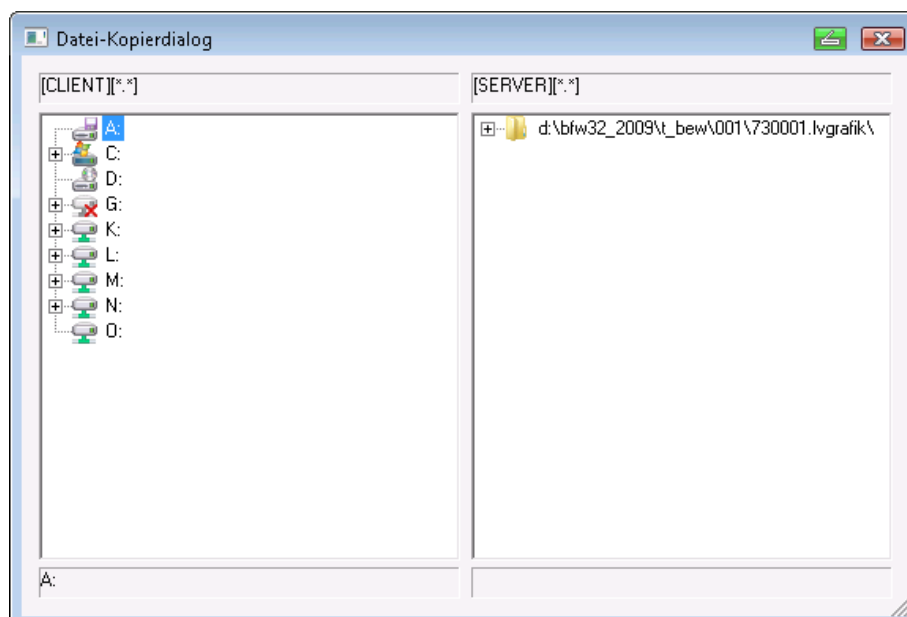 Datei-Kopierdialog
[CLIENT][*.*]
[SERVER][*.*]
A:
C:
D:
G:
K:
L:
M:
N:
O:
d:\bfw32_2009\t_bew\001\730001.lvgrafik\
A: